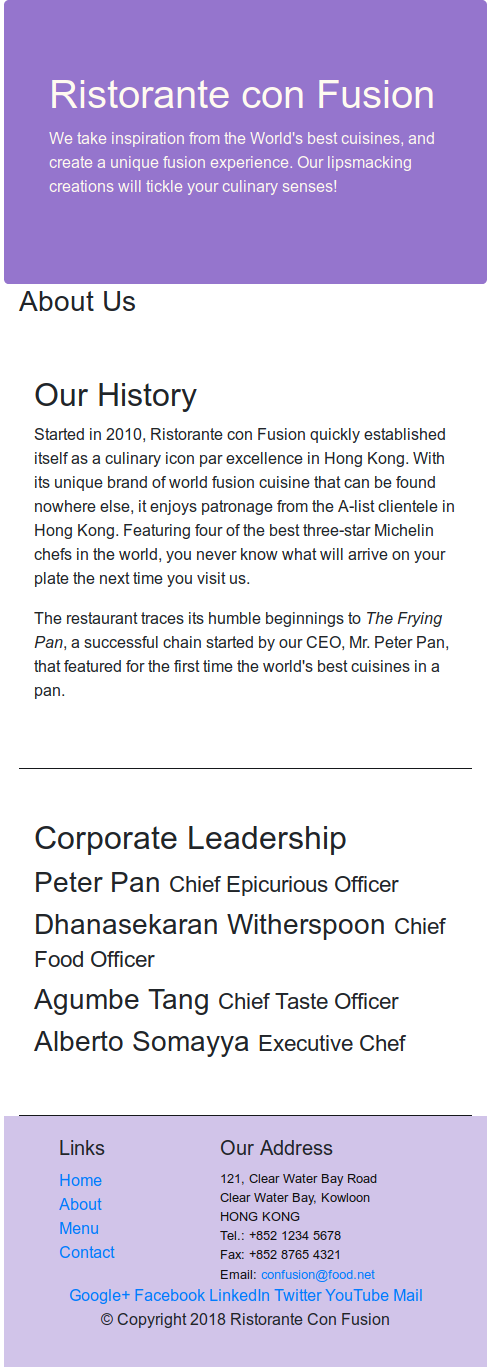 Ristorante con Fusion
We take inspiration from the World's best cuisines, and
create a unique fusion experience. Our lipsmacking
creations will tickle your culinary senses!
About Us
Our History
Started in 2010, Ristorante con Fusion quickly established
itself as a culinary icon par excellence in Hong Kong. With
its unique brand of world fusion cuisine that can be found
nowhere else, it enjoys patronage from the A-list clientele in
Hong Kong. Featuring four of the best three-star Michelin
chefs in the world, you never know what will arrive on your
plate the next time you visit us.
The restaurant traces its humble beginnings to The Frying
Pan, a successful chain started by our CEO, Mr. Peter Pan,
that featured for the first time the world's best cuisines in a
pan.
Corporate Leadership
Peter Pan Chief Epicurious Officer
Dhanasekaran Witherspoon Chief
Food Officer
Agumbe Tang Chief Taste Officer
Alberto Somayya Executive Chef
Links
Home
About
Menu
Contact
Our Address
121, Clear Water Bay Road
Clear Water Bay, Kowloon
HONG KONG
Tel.: +852 1234 5678
Fax: +852 8765 4321
Email: confusion@food.net
Google+ Facebook LinkedIn Twitter YouTube Mail
© Copyright 2018 Ristorante Con Fusion